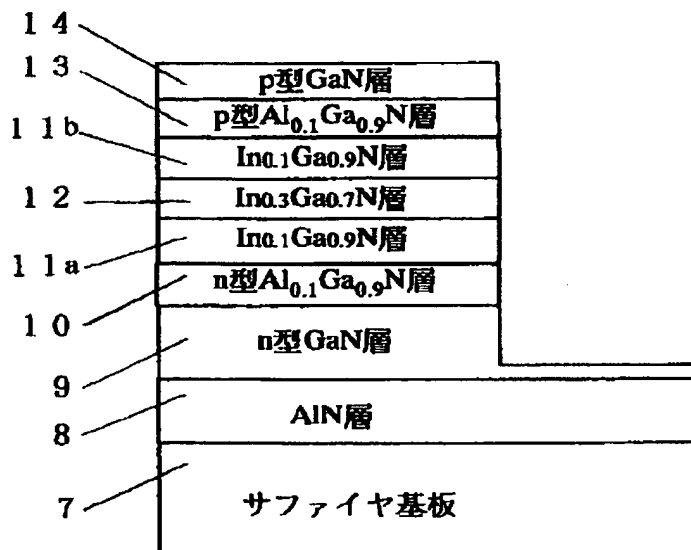 14
p型GaN層
13
p型Al0.1Ga0.9N層
11b
In0.1Ga0.9N層
12
In0.3Ga0.7N層
In0.1Ga0.9N層
11a
n型Al0.1Ga0.9N層
10
n型GaN層
9
AlN層
8
サファイヤ基板
7